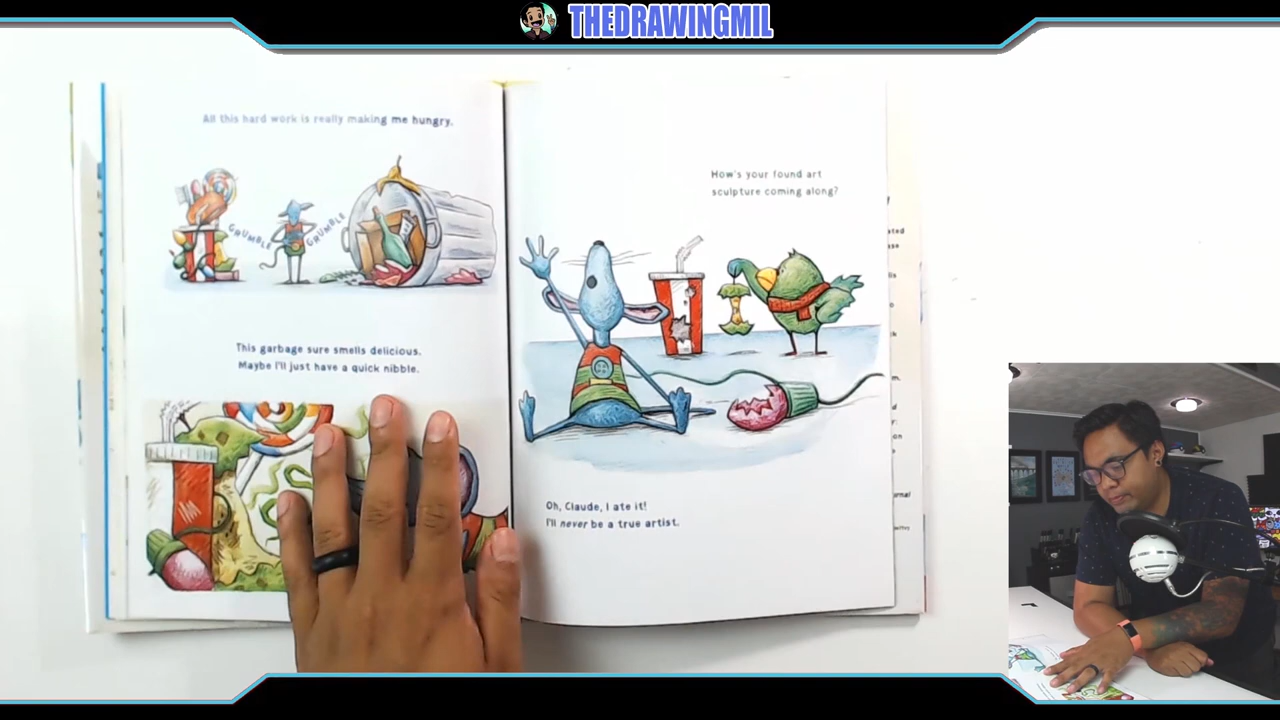 THEDRAWINGMIL
All this hard work is really making me hungry.
GRUMBLE
GRUMBLE
This garbage sure smells delicious.
Maybe I'll just have a quick nibble.
How's your found art
sculpture coming along?
Oh, Claude, I ate it!
I'll never be a true artist.